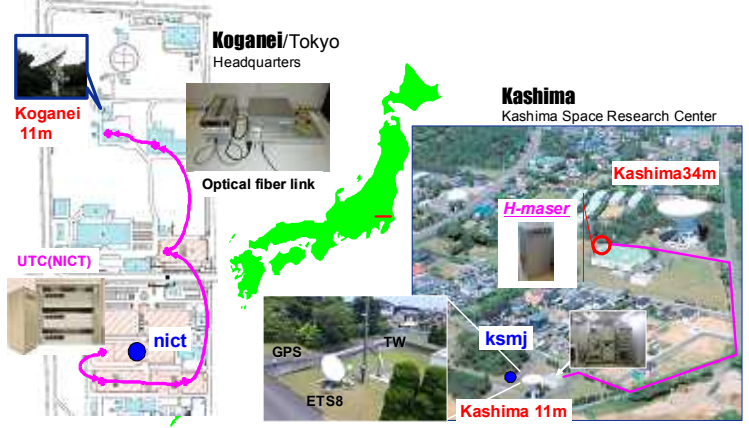 Koganei/Tokyo
Headquarters
Koganei
11m
Optical fiber link
UTC(NICT)
nict
Kashima
Kashima Space Research Center
Kashima34m
H-maser
ksmj
GPS
TW
ETS8
Kashima 11m